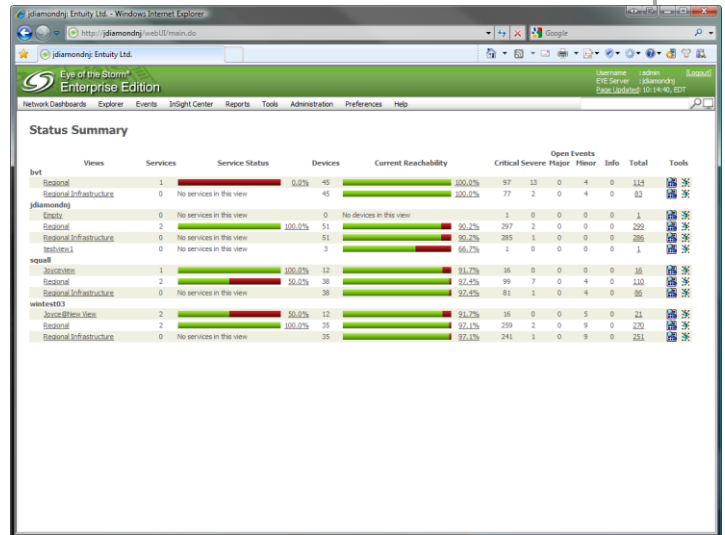 jdiamondnj: Entuity Ltd. - Windows Internet Explorer
http://jdiamondnj/webUI/main.do
Google
jdiamondnj: Entuity Ltd.
Eye of the Storm®
Enterprise Edition
Username :admin [Logout]
EYE Server :jdiamondnj
Page Updated: 10:14:40, EDT
Network Dashboards Explorer Events InSight Center Reports Tools Administration Preferences Help
Status Summary
Open Events
Views Services Service Status Devices Current Reachability Critical Severe Major Minor Info Total Tools
bvt
Regional 1 0.0% 45 100.0% 97 13 0 4 0 114
Regional Infrastructure 0 No services in this view 45 100.0% 77 2 0 4 0 83
jdiamondnj
Empty 0 No services in this view 0 No devices in this view 1 0 0 0 0 1
Regional 2 100.0% 51 90.2% 297 2 0 0 0 299
Regional Infrastructure 0 No services in this view 51 90.2% 285 1 0 0 0 286
testview1 0 No services in this view 3 66.7% 1 0 0 0 0 1
squall
Joyceview 1 100.0% 12 91.7% 16 0 0 0 0 16
Regional 2 50.0% 38 97.4% 99 7 0 4 0 110
Regional Infrastructure 0 No services in this view 38 97.4% 81 1 0 4 0 86
wintest03
Joyce@New View 2 50.0% 12 91.7% 16 0 0 5 0 21
Regional 2 100.0% 35 97.1% 259 2 0 9 0 270
Regional Infrastructure 0 No services in this view 35 97.1% 241 1 0 9 0 251